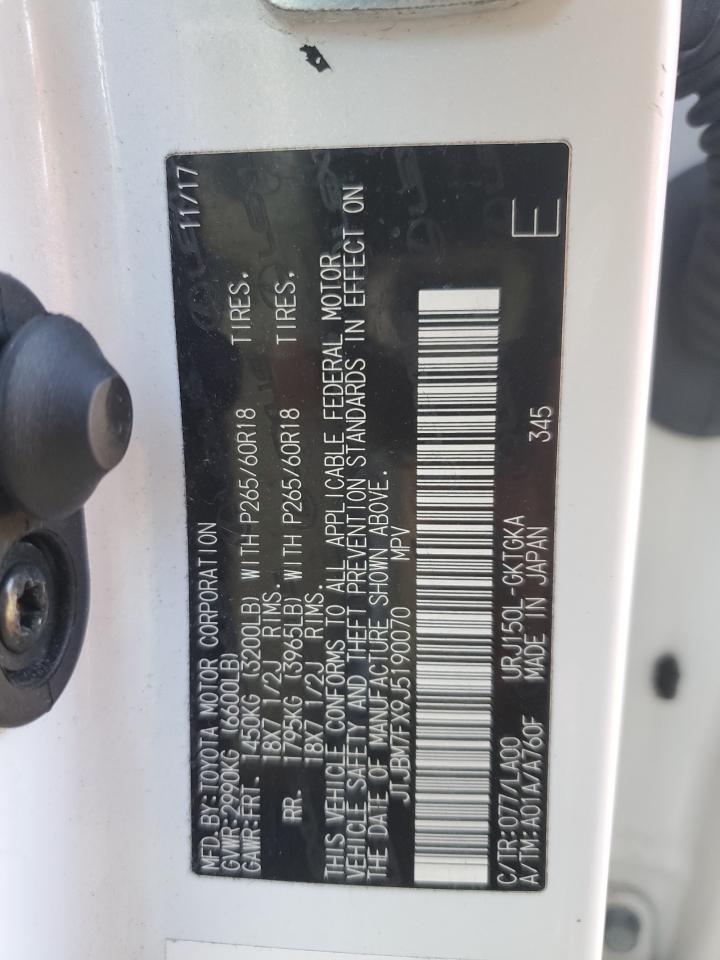 MFD. BY: TOYOTA MOTOR CORPORATION 11/17
GVWR: 2990KG (6600LB)
GAWR: FRT. 1450KG (3200LB) WITH P265/60R18 TIRES.
18X7 1/2J RIMS.
RR. 1795KG (3965LB) WITH P265/60R18 TIRES.
18X7 1/2J RIMS.
THIS VEHICLE CONFORMS TO ALL APPLICABLE FEDERAL MOTOR
VEHICLE SAFETY AND THEFT PREVENTION STANDARDS IN EFFECT ON
THE DATE OF MANUFACTURE SHOWN ABOVE.
JTJBM7FX9J5190070 MPV
C/TR: 077/LA00 URJ150L-GKTGKA 345 E
A/TM: A01A/A760F MADE IN JAPAN